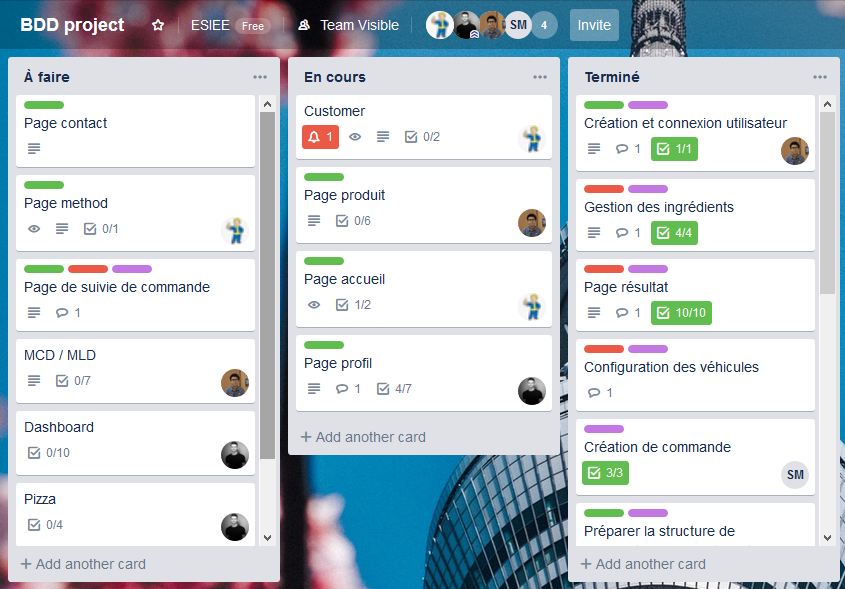 BDD project
ESIEE Free
Team Visible
SM
4
Invite
À faire
Page contact
Page method
0/1
Page de suivie de commande
1
MCD / MLD
0/7
Dashboard
0/10
Pizza
0/4
+ Add another card
En cours
Customer
1 0/2
Page produit
0/6
Page accueil
1/2
Page profil
1 4/7
+ Add another card
Terminé
Création et connexion utilisateur
1 1/1
Gestion des ingrédients
1 4/4
Page résultat
1 10/10
Configuration des véhicules
1
Création de commande
3/3 SM
Préparer la structure de
+ Add another card